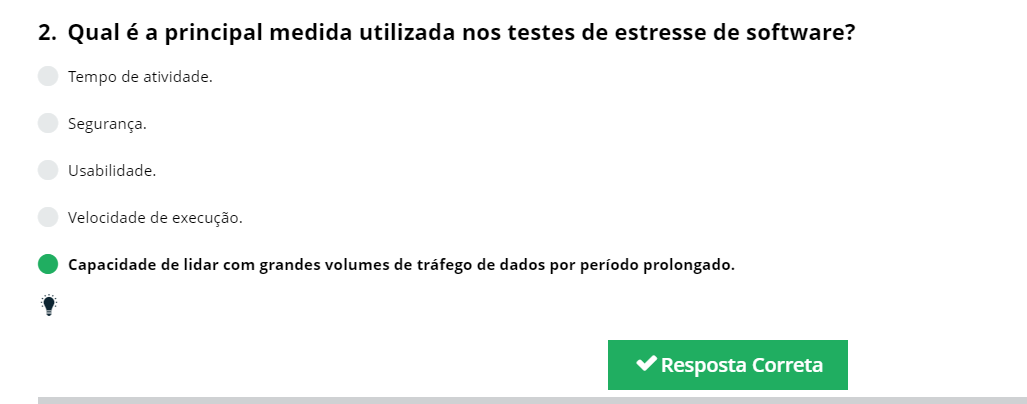 2. Qual é a principal medida utilizada nos testes de estresse de software?
Tempo de atividade.
Segurança.
Usabilidade.
Velocidade de execução.
Capacidade de lidar com grandes volumes de tráfego de dados por período prolongado.
Resposta Correta